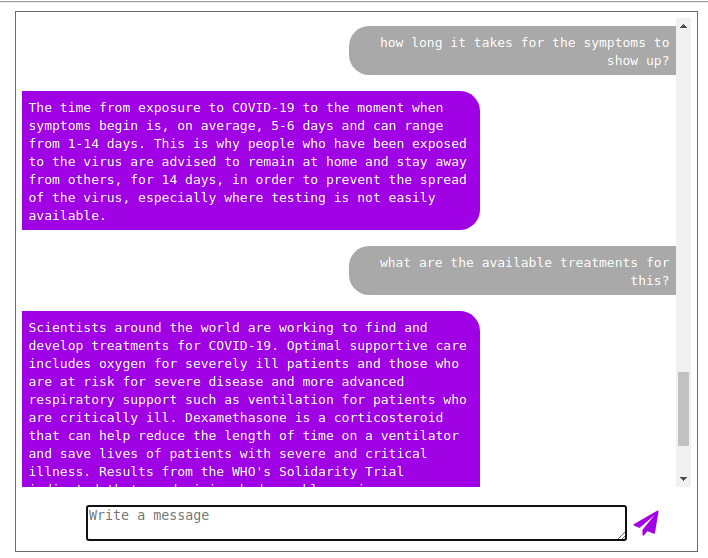 how long it takes for the symptoms to
show up?
The time from exposure to COVID-19 to the moment when
symptoms begin is, on average, 5-6 days and can range
from 1-14 days. This is why people who have been exposed
to the virus are advised to remain at home and stay away
from others, for 14 days, in order to prevent the spread
of the virus, especially where testing is not easily
available.
what are the available treatments for
this?
Scientists around the world are working to find and
develop treatments for COVID-19. Optimal supportive care
includes oxygen for severely ill patients and those who
are at risk for severe disease and more advanced
respiratory support such as ventilation for patients who
are critically ill. Dexamethasone is a corticosteroid
that can help reduce the length of time on a ventilator
and save lives of patients with severe and critical
illness. Results from the WHO's Solidarity Trial
Write a message